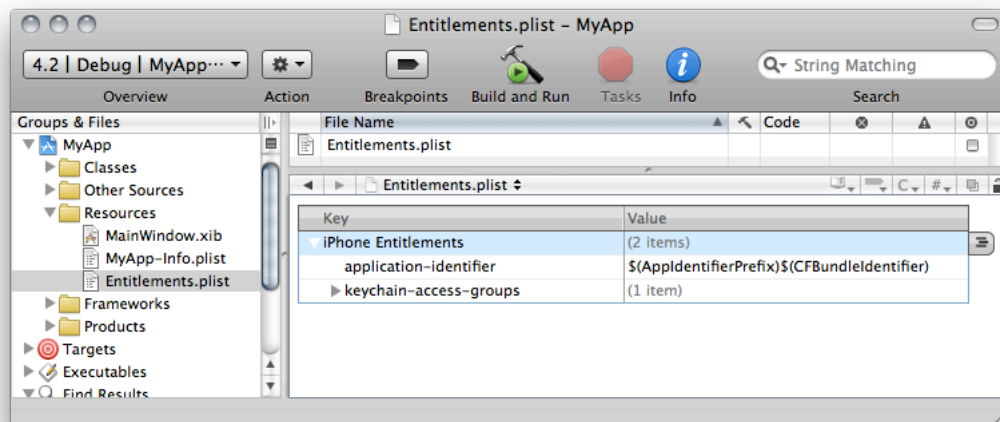 Entitlements.plist – MyApp
4.2 | Debug | MyApp···
String Matching
Overview
Action
Breakpoints
Build and Run
Tasks
Info
Search
Groups & Files
File Name
Code
MyApp
Entitlements.plist
Classes
Other Sources
Entitlements.plist
C
#
Resources
Key
Value
MainWindow.xib
iPhone Entitlements
(2 items)
MyApp-Info.plist
application-identifier
$(AppIdentifierPrefix)$(CFBundleIdentifier)
Entitlements.plist
keychain-access-groups
(1 item)
Frameworks
Products
Targets
Executables
Find Results